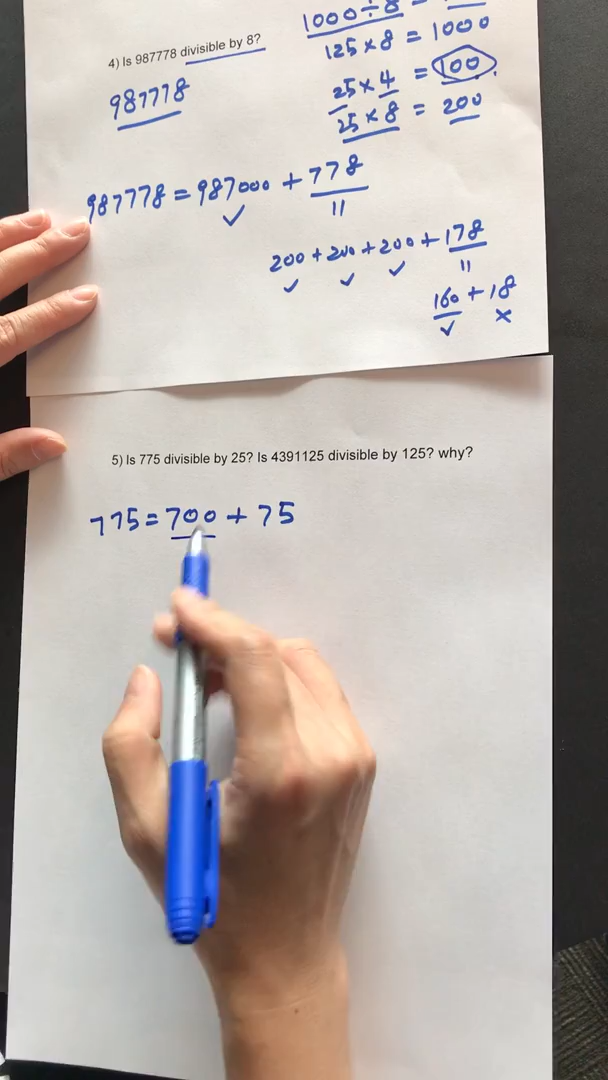 1000÷8 =
4) Is 987778 divisible by 8?
125×8 = 1000
987778
25×4 = 100
25×8 = 200
987778=987000+778
✓ 11
200+200+200+178
✓ ✓ ✓ 11
160+18
✓ ×
5) Is 775 divisible by 25? Is 4391125 divisible by 125? why?
775=700+75